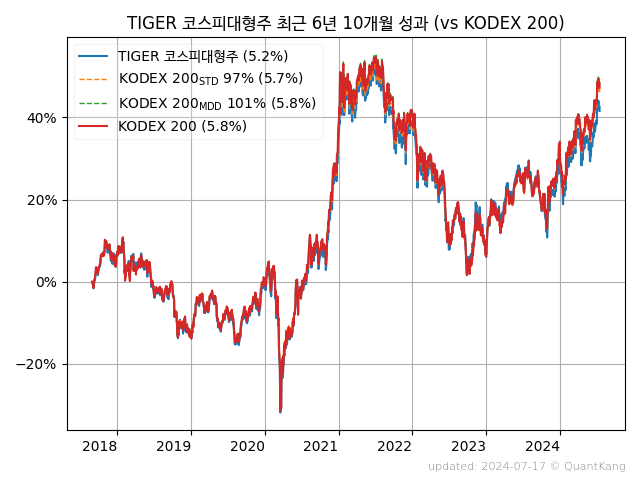 TIGER 코스피대형주 최근 6년 10개월 성과 (vs KODEX 200)
TIGER 코스피대형주 (5.2%)
KODEX 200STD 97% (5.7%)
KODEX 200MDD 101% (5.8%)
KODEX 200 (5.8%)
40%
20%
0%
−20%
2018 2019 2020 2021 2022 2023 2024
updated: 2024-07-17 © QuantKang